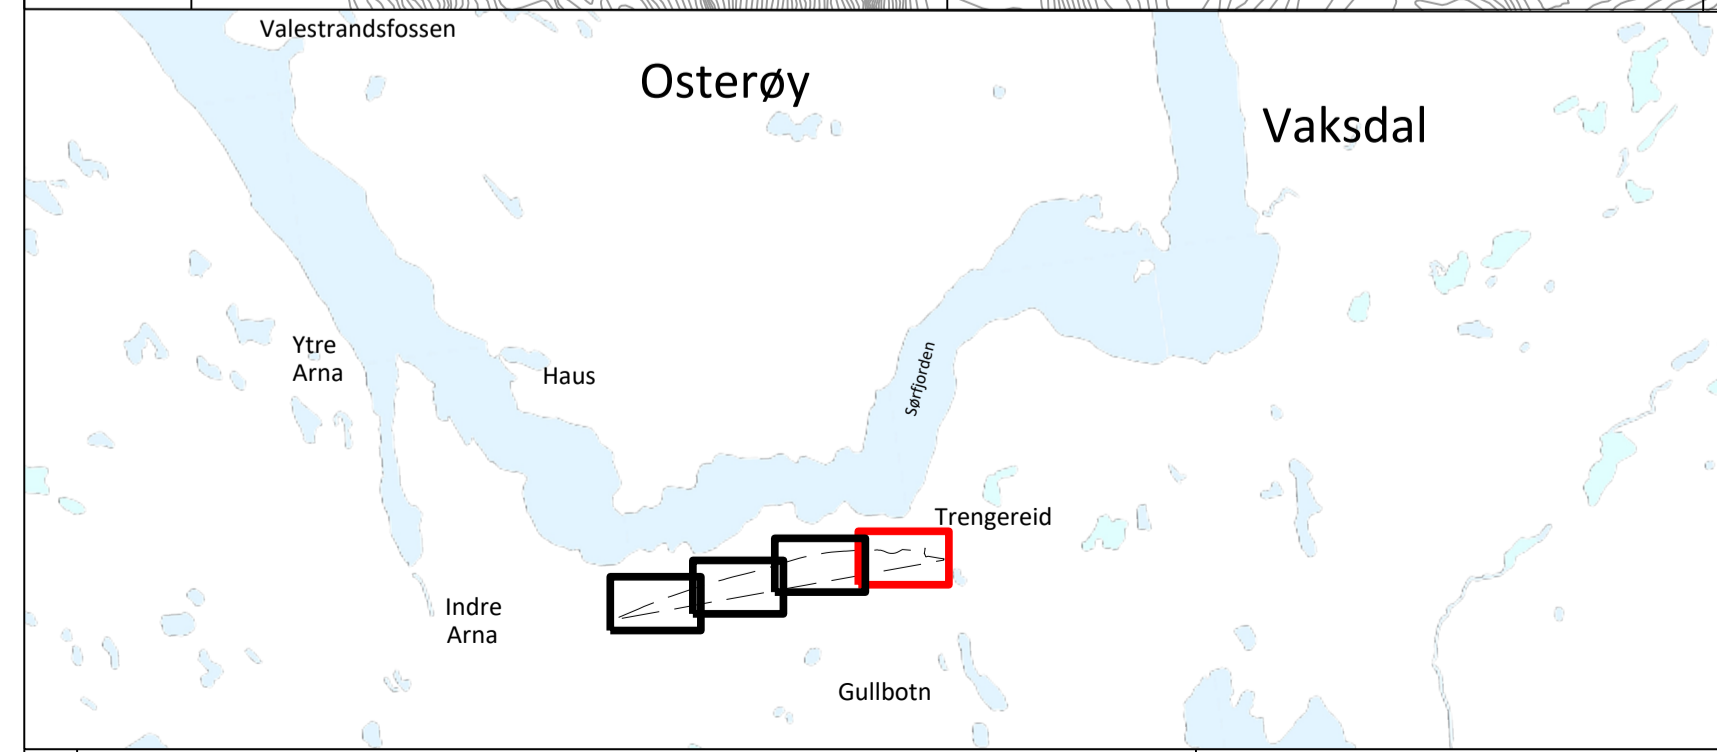 Valestrandsfossen
Osterøy
Vaksdal
Ytre
Arna
Haus
Sørfjorden
Trengereid
Indre
Arna
Gullbotn